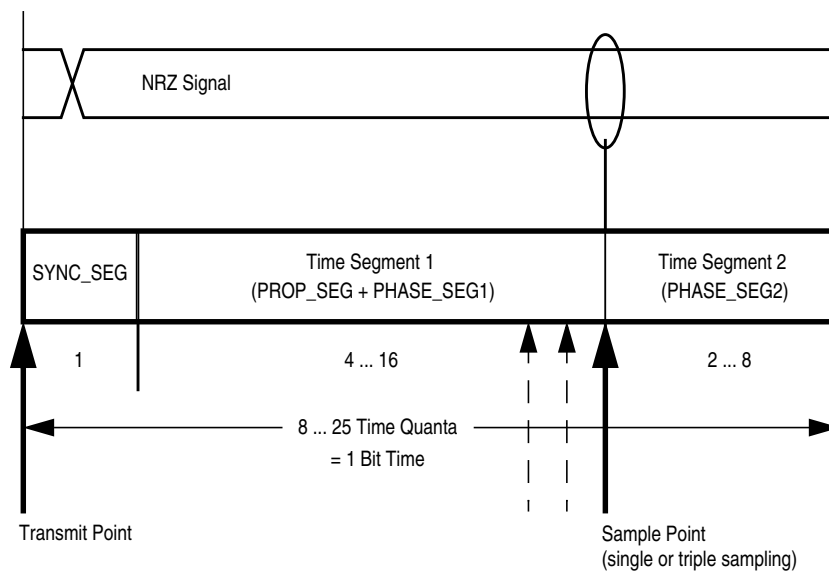 NRZ Signal
SYNC_SEG
Time Segment 1
(PROP_SEG + PHASE_SEG1)
Time Segment 2
(PHASE_SEG2)
1
4 ... 16
2 ... 8
8 ... 25 Time Quanta
= 1 Bit Time
Transmit Point
Sample Point
(single or triple sampling)